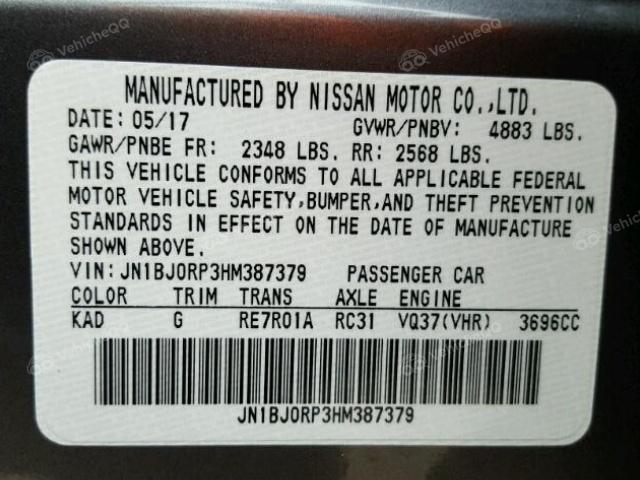 MANUFACTURED BY NISSAN MOTOR CO.,LTD.
DATE: 05/17 GVWR/PNBV: 4883 LBS.
GAWR/PNBE FR: 2348 LBS. RR: 2568 LBS.
THIS VEHICLE CONFORMS TO ALL APPLICABLE FEDERAL
MOTOR VEHICLE SAFETY,BUMPER,AND THEFT PREVENTION
STANDARDS IN EFFECT ON THE DATE OF MANUFACTURE
SHOWN ABOVE.
VIN:JN1BJ0RP3HM387379 PASSENGER CAR
COLOR TRIM TRANS AXLE ENGINE
KAD G RE7R01A RC31 VQ37(VHR) 3696CC
JN1BJ0RP3HM387379
VehicleQQ